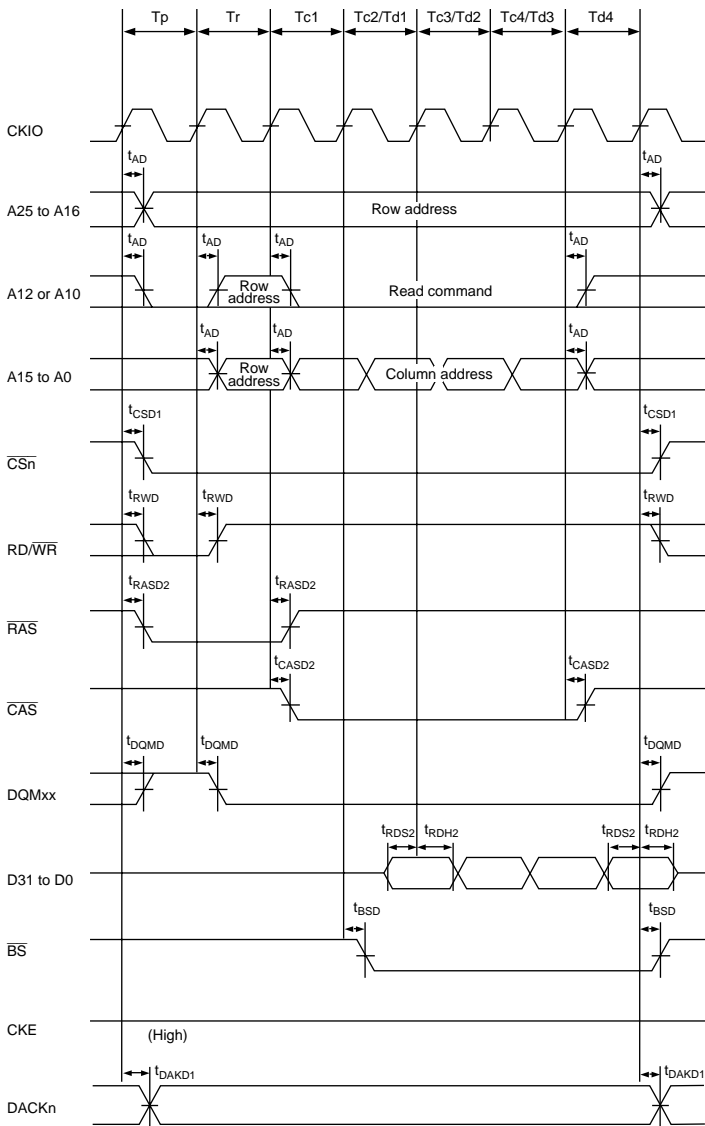 Tp Tr Tc1 Tc2/Td1 Tc3/Td2 Tc4/Td3 Td4
CKIO
tAD tAD
A25 to A16 Row address
tAD tAD tAD tAD
A12 or A10 Row address Read command
tAD tAD tAD
A15 to A0 Row address Column address
tCSD1 tCSD1
CSn
tRWD tRWD tRWD
RD/WR
tRASD2 tRASD2
RAS
tCASD2 tCASD2
CAS
tDQMD tDQMD tDQMD
DQMxx
tRDS2 tRDH2 tRDS2 tRDH2
D31 to D0
tBSD tBSD
BS
CKE (High)
tDAKD1 tDAKD1
DACKn